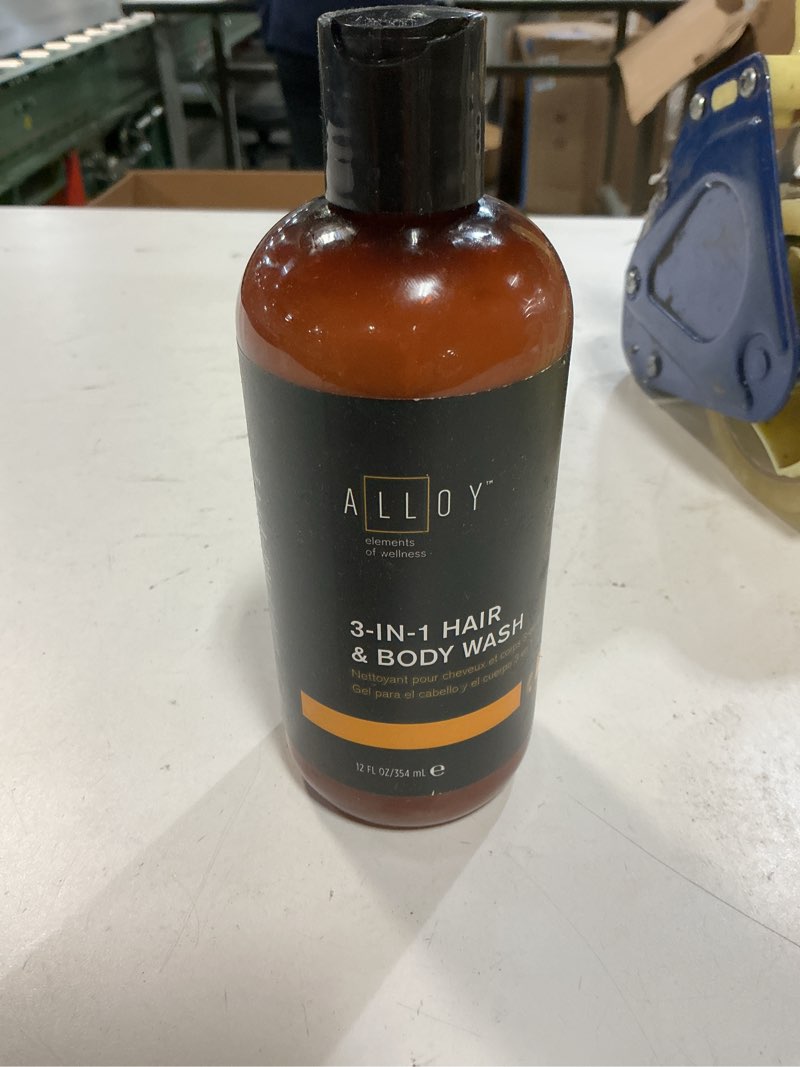 ALLOY™
elements
of wellness
3-IN-1 HAIR
& BODY WASH
Nettoyant pour cheveux et corps
Gel para el cabello y el cuerpo
12 FL OZ/354 mL ℮